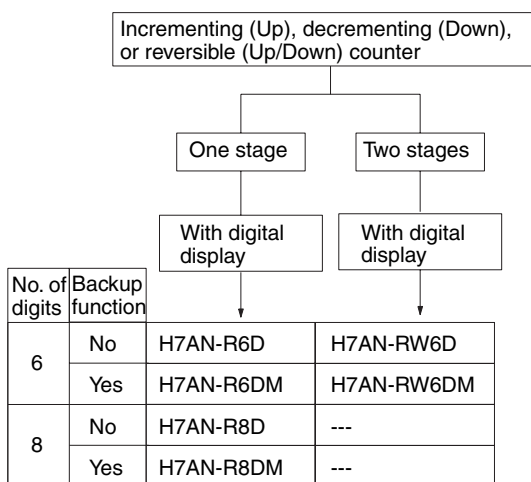 Incrementing (Up), decrementing (Down),
or reversible (Up/Down) counter
One stage
Two stages
With digital
display
With digital
display
No. of
digits
Backup
function
6
No
H7AN-R6D
H7AN-RW6D
Yes
H7AN-R6DM
H7AN-RW6DM
8
No
H7AN-R8D
---
Yes
H7AN-R8DM
---